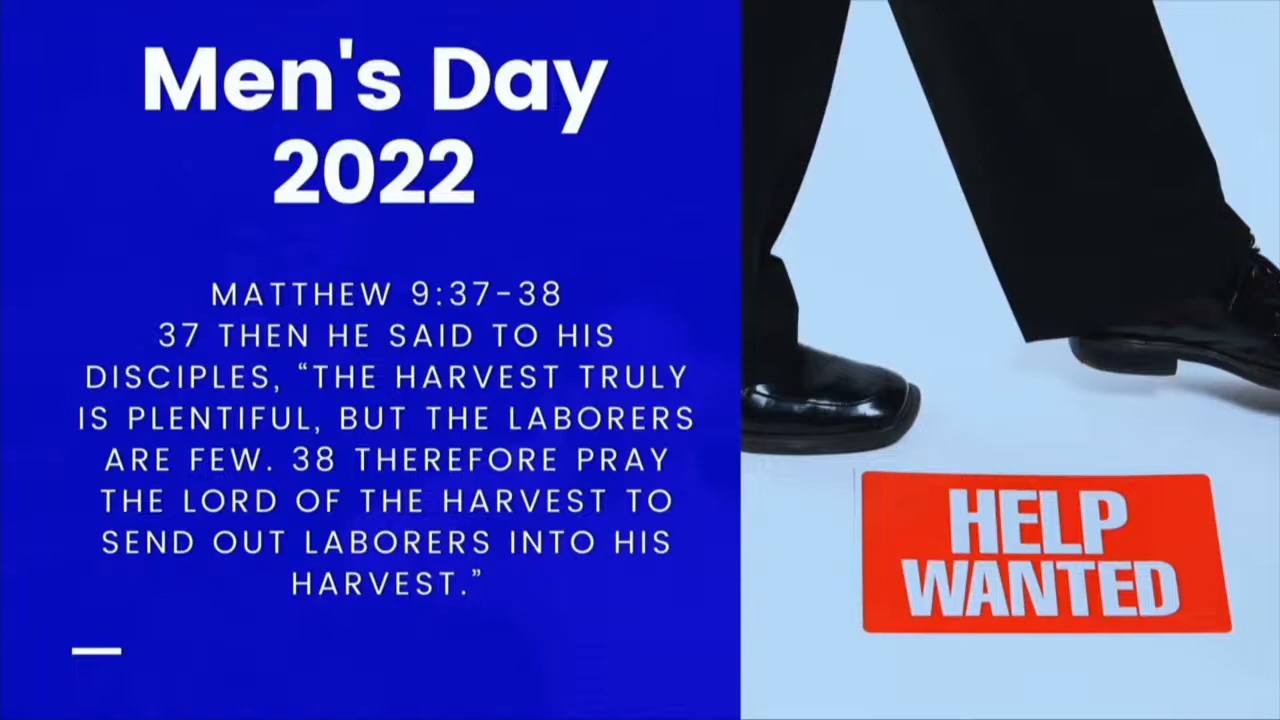 Men's Day
2022
MATTHEW 9:37-38
37 THEN HE SAID TO HIS
DISCIPLES, “THE HARVEST TRULY
IS PLENTIFUL, BUT THE LABORERS
ARE FEW. 38 THEREFORE PRAY
THE LORD OF THE HARVEST TO
SEND OUT LABORERS INTO HIS
HARVEST.”
HELP
WANTED